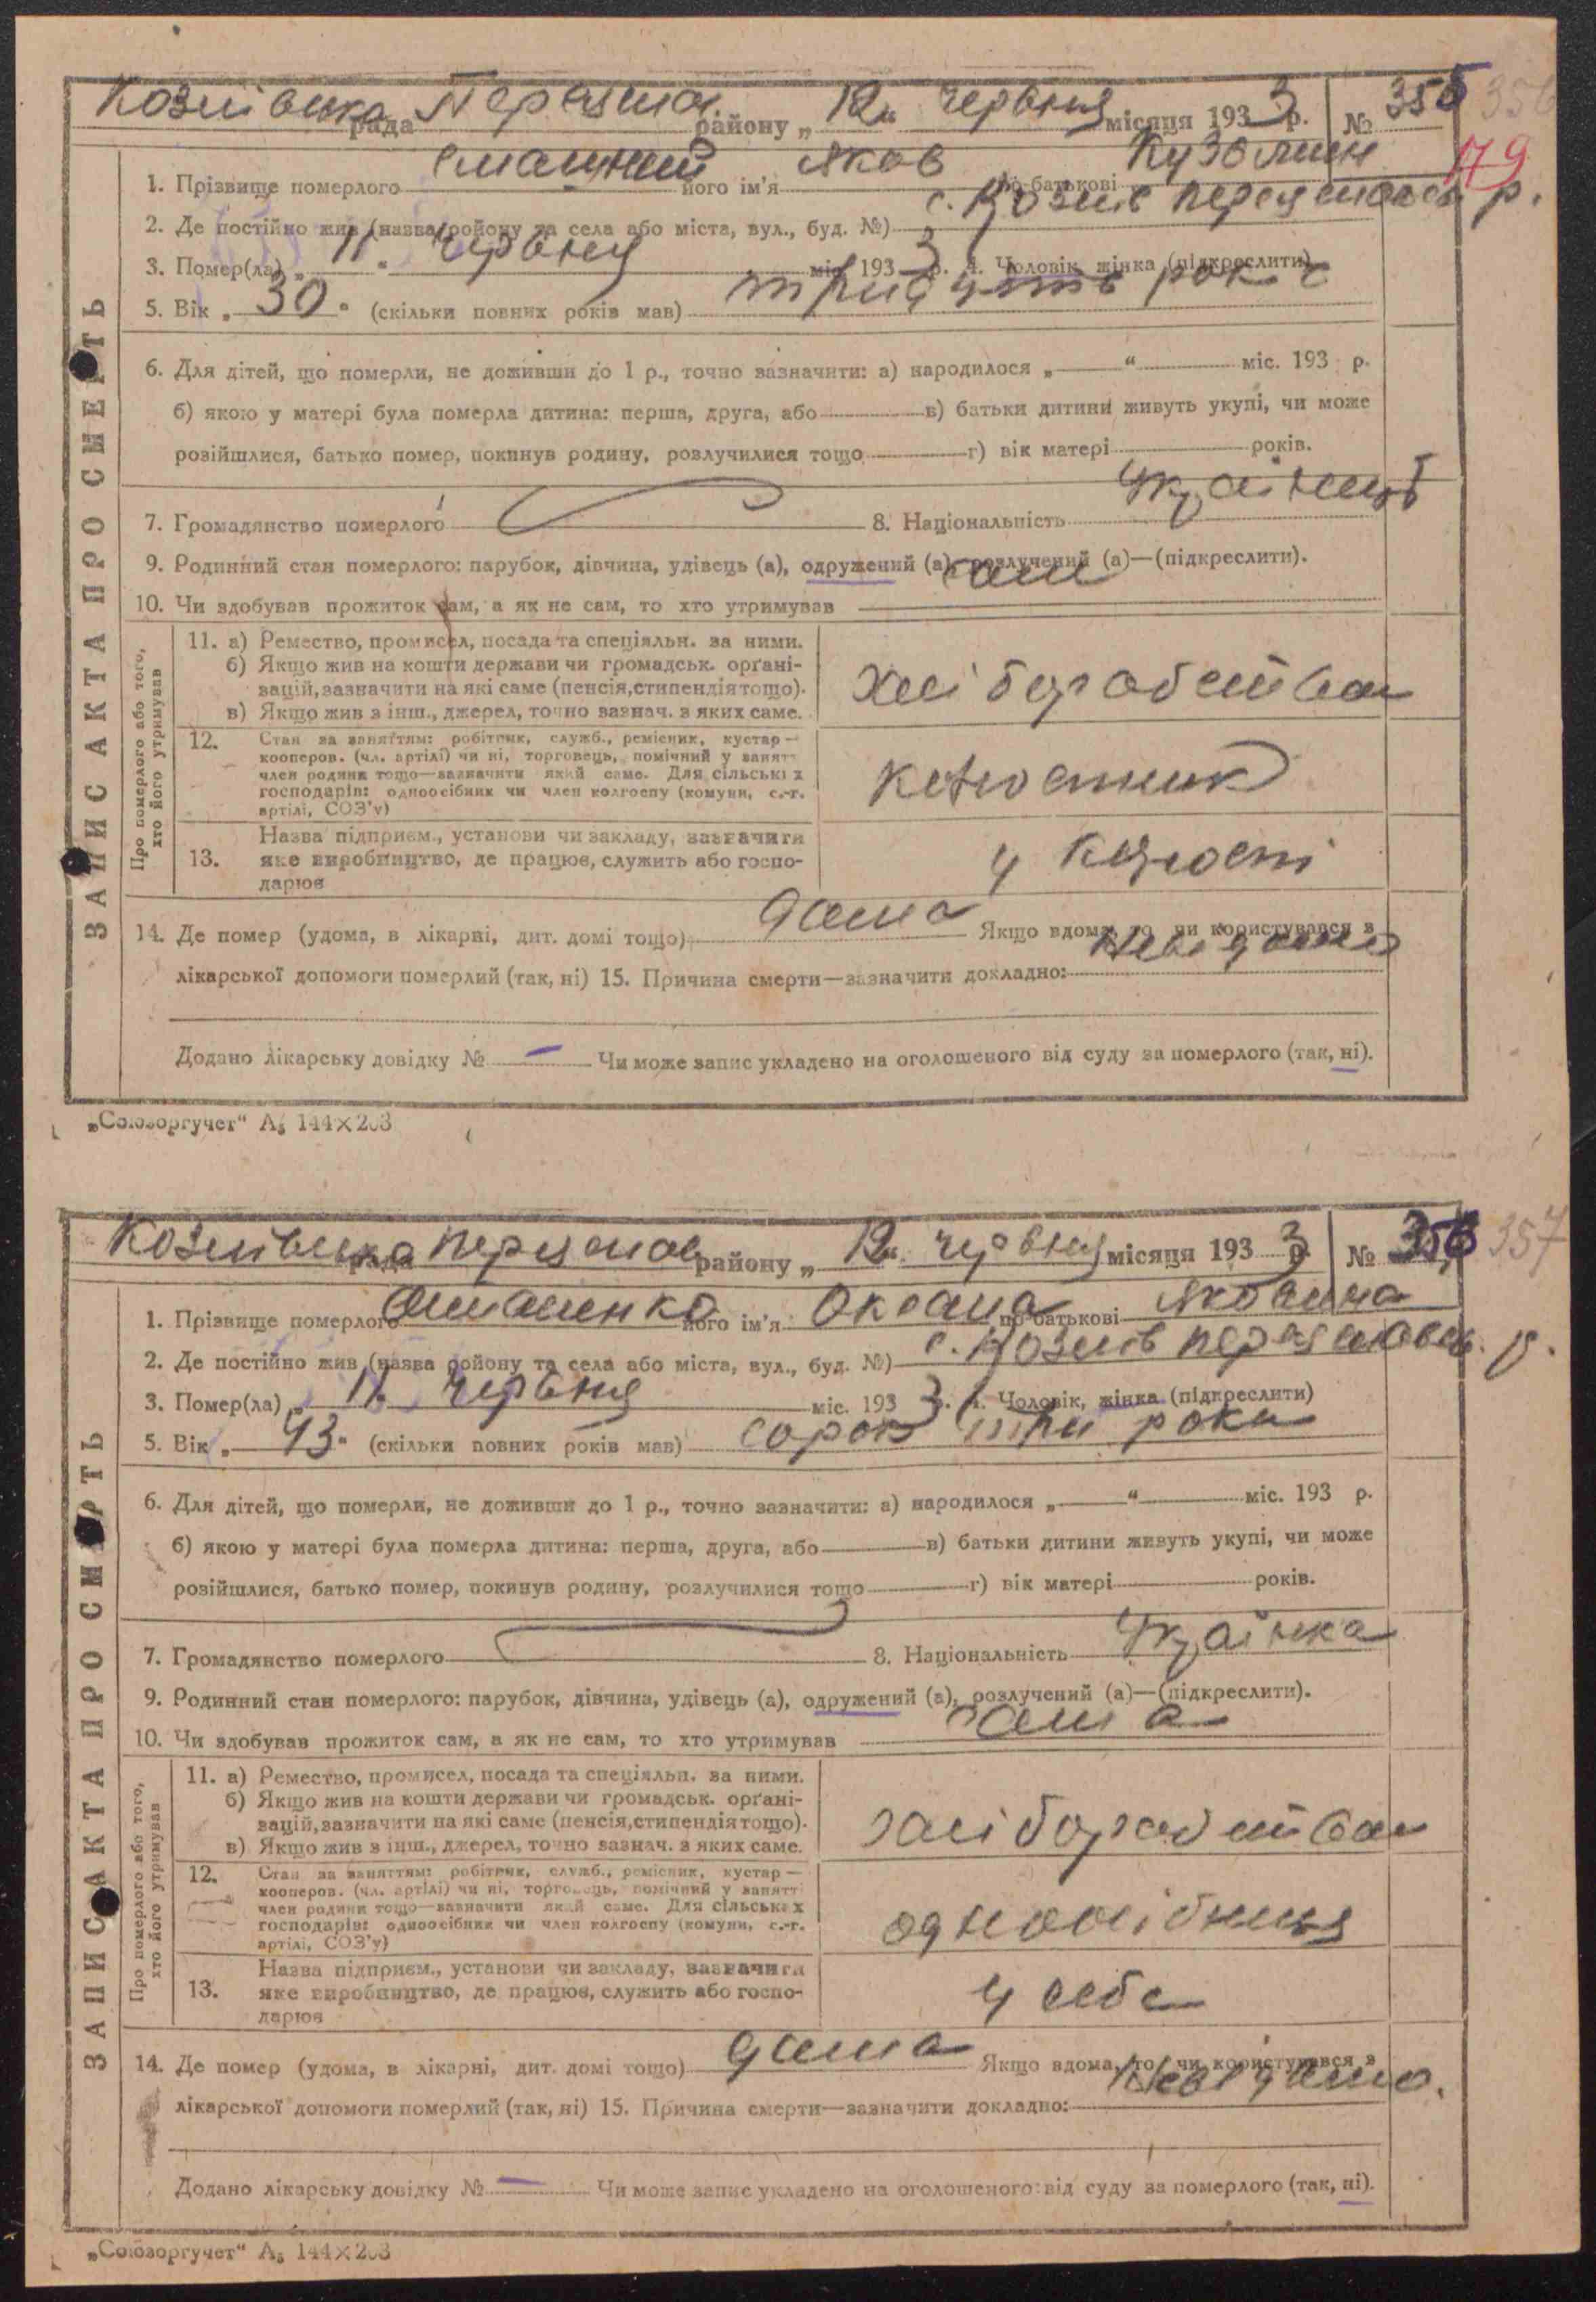 Козлівська рада Переясла району „12“ червня місяця 1933 р. № 355 356
179
1. Прізвище померлого Смашний його ім'я Яков по батькові Кузьмин
2. Де постійно жив (назва ройону та села або міста, вул., буд. №) с. Козлів Переяславськ р.
3. Помер(ла) „11“ червня міс. 1933 р. 4. Чоловік, жінка (підкреслити)
5. Вік „30“ (скільки повних років мав) тридцять років
6. Для дітей, що померли, не доживши до 1 р., точно зазначити: а) народилося „ “ міс. 193 р.
б) якою у матері була померла дитина: перша, друга, або в) батьки дитини живуть укупі, чи може
розійшлися, батько помер, покинув родину, розлучилися тощо г) вік матері років.
7. Громадянство померлого 8. Національність Українець
9. Родинний стан померлого: парубок, дівчина, удівець (а), одружений (а), розлучений (а)—(підкреслити).
10. Чи здобував прожиток сам, а як не сам, то хто утримував сам
ЗАПИС АКТА ПРО СМЕРТЬ
Про померлого або того, хто його утримував
11. а) Ремество, промисел, посада та спеціяльн. за ними.
б) Якщо жив на кошти держави чи громадськ. орґані-
зацій, зазначити на які саме (пенсія, стипендія тощо).
в) Якщо жив з інш., джерел, точно зазнач. з яких саме.
хліборобство
12. Стан за заняттям: робітник, служб., ремісник, кустар —
кооперов. (чл. артілі) чи ні, торговець, помічний у занятт
член родини тощо—зазначити який саме. Для сільських
господарів: одноосібник чи член колгоспу (комуни, с.-г.
артілі, СОЗ'у)
13. Назва підприєм., установи чи закладу, зазначити
яке виробництво, де працює, служить або госпо-
дарює
у
14. Де помер (удома, в лікарні, дит. домі тощо) дома Якщо вдома, то чи користувався з
лікарської допомоги померлий (так, ні) 15. Причина смерти—зазначити докладно: невідомо
Додано лікарську довідку № — Чи може запис укладено на оголошеного від суду за померлого (так, ні).
„Союзоргучет“ А5 144×203
Козлівська рада Переяслов району „12“ червня місяця 1933 р. № 356 357
1. Прізвище померлого його ім'я Оксана по батькові Яковина
2. Де постійно жив (назва ройону та села або міста, вул., буд. №) с. Козлів Переяславськ. р.
3. Помер(ла) „11“ червня міс. 1933 р. 4. Чоловік, жінка (підкреслити)
5. Вік „43“ (скільки повних років мав) сорок три роки
6. Для дітей, що померли, не доживши до 1 р., точно зазначити: а) народилося „ “ міс. 193 р.
б) якою у матері була померла дитина: перша, друга, або в) батьки дитини живуть укупі, чи може
розійшлися, батько помер, покинув родину, розлучилися тощо г) вік матері років.
7. Громадянство померлого 8. Національність Українка
9. Родинний стан померлого: парубок, дівчина, удівець (а), одружений (а), розлучений (а)—(підкреслити).
10. Чи здобував прожиток сам, а як не сам, то хто утримував сама
ЗАПИС АКТА ПРО СМЕРТЬ
Про померлого або того, хто його утримував
11. а) Ремество, промисел, посада та спеціяльн. за ними.
б) Якщо жив на кошти держави чи громадськ. орґані-
зацій, зазначити на які саме (пенсія, стипендія тощо).
в) Якщо жив з інш., джерел, точно зазнач. з яких саме.
хліборобство
12. Стан за заняттям: робітник, служб., ремісник, кустар —
кооперов. (чл. артілі) чи ні, торговець, помічний у занятт
член родини тощо—зазначити який саме. Для сільських
господарів: одноосібник чи член колгоспу (комуни, с.-г.
артілі, СОЗ'у)
одноосібниця
13. Назва підприєм., установи чи закладу, зазначити
яке виробництво, де працює, служить або госпо-
дарює
у себе
14. Де помер (удома, в лікарні, дит. домі тощо) дома Якщо вдома, то чи користувався з
лікарської допомоги померлий (так, ні) 15. Причина смерти—зазначити докладно: невідомо.
Додано лікарську довідку № — Чи може запис укладено на оголошеного від суду за померлого (так, ні).
„Союзоргучет“ А5 144×203